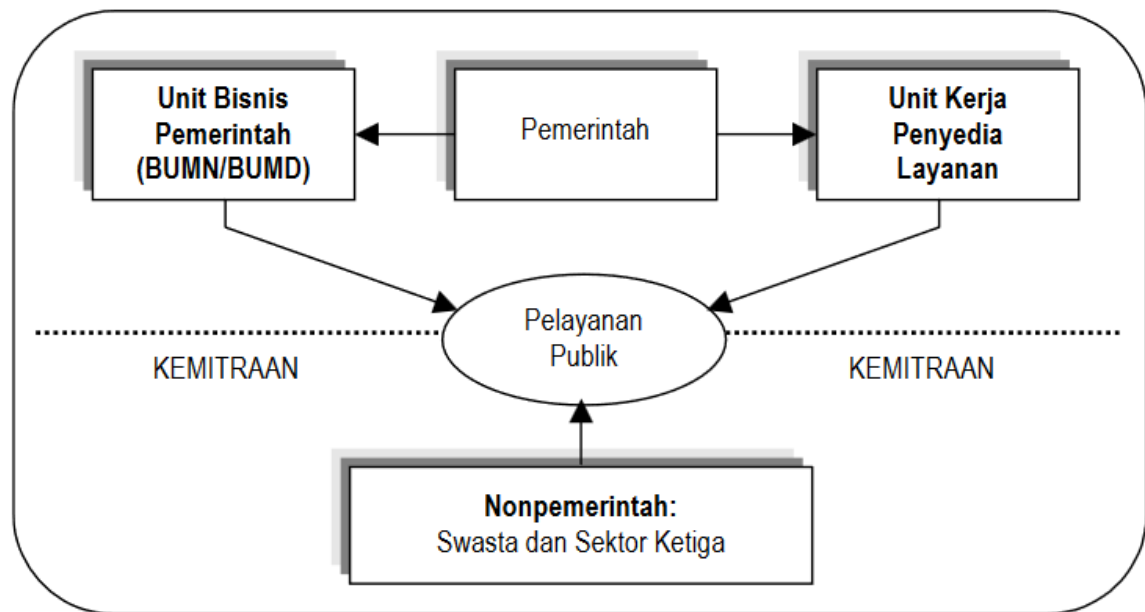 Unit Bisnis
Pemerintah
(BUMN/BUMD)
Pemerintah
Unit Kerja
Penyedia
Layanan
Pelayanan
Publik
KEMITRAAN
KEMITRAAN
Nonpemerintah:
Swasta dan Sektor Ketiga